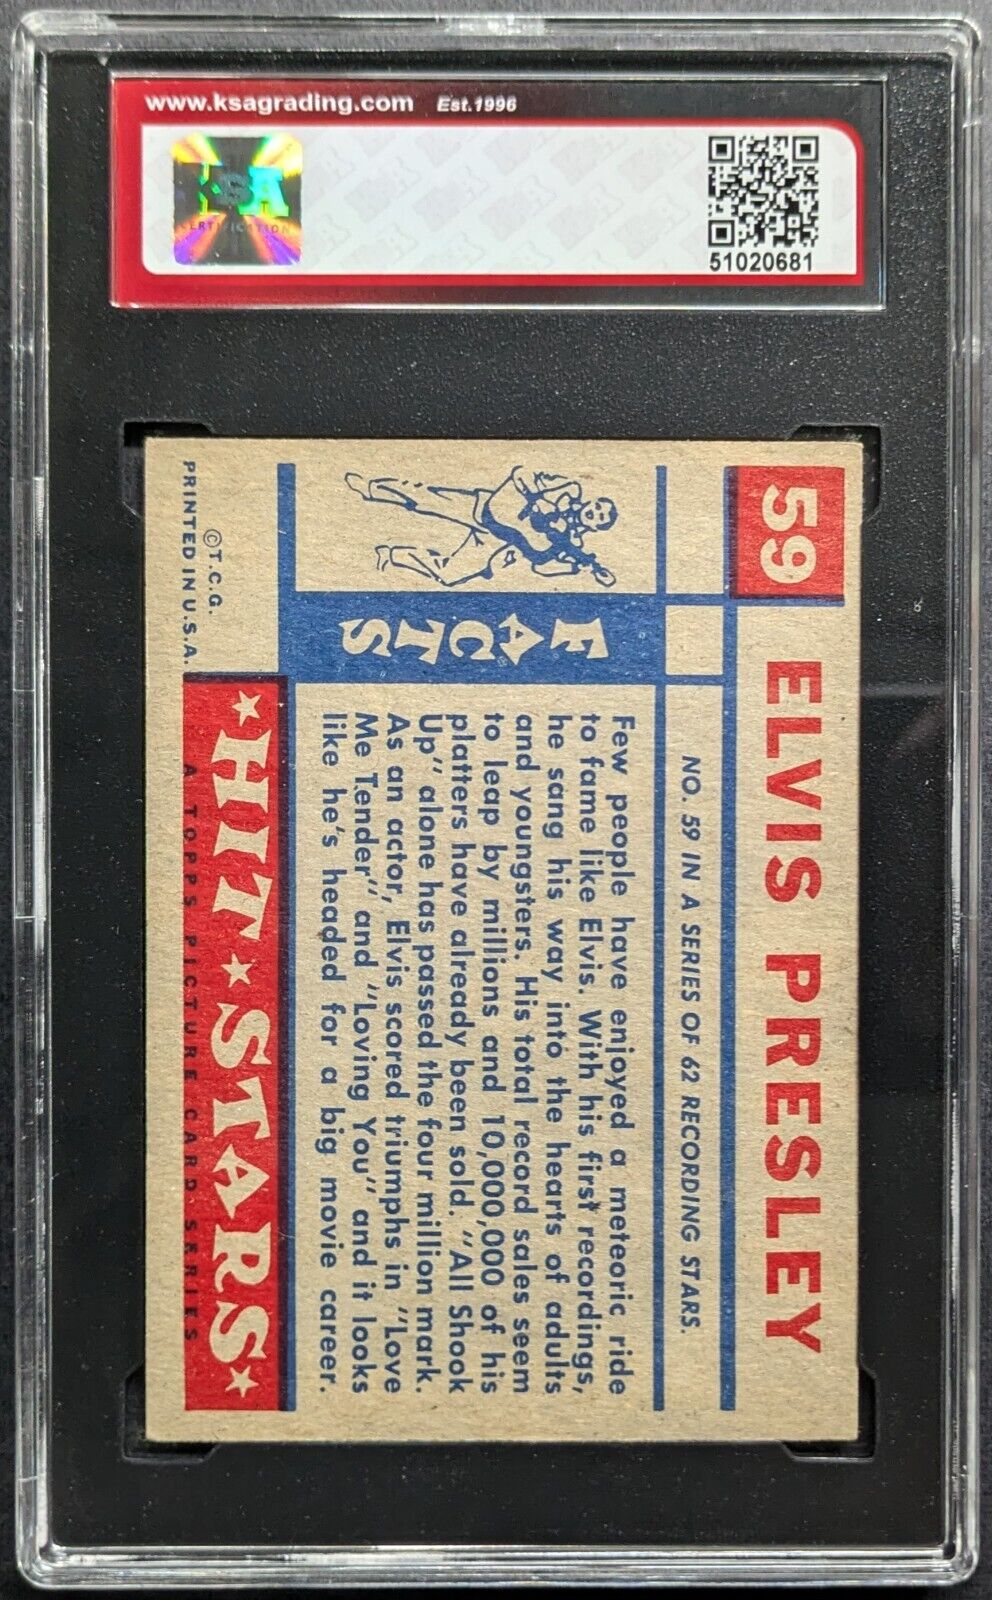 www.ksagrading.com Est.1996
KSA
CERTIFICATION
51020681
59 ELVIS PRESLEY
NO. 59 IN A SERIES OF 62 RECORDING STARS.
FACTS
Few people have enjoyed a meteoric ride
to fame like Elvis. With his first recordings,
he sang his way into the hearts of adults
and youngsters. His total record sales seem
to leap by millions and 10,000,000 of his
platters have already been sold. "All Shook
Up" alone has passed the four million mark.
As an actor, Elvis scored triumphs in "Love
Me Tender" and "Loving You" and it looks
like he's headed for a big movie career.
HIT STARS
A TOPPS PICTURE CARD SERIES
©T.C.G.
PRINTED IN U.S.A.